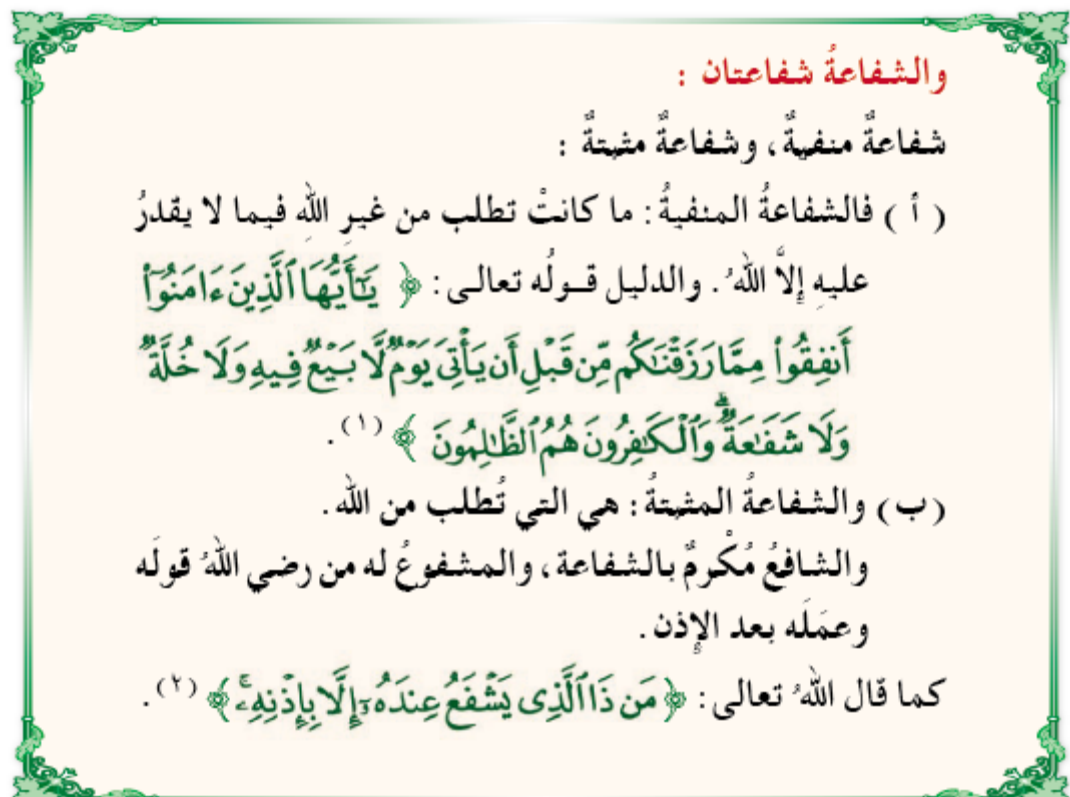 والشفاعةُ شفاعتان :
شفاعةٌ منفيةٌ، وشفاعةٌ مثبتةٌ :
( أ ) فالشفاعةُ المنفيةُ: ما كانتْ تطلب من غيرِ اللهِ فيما لا يقدرُ
عليهِ إلاَّ اللهُ. والدليل قولُه تعالى: ﴿ يَٰٓأَيُّهَا ٱلَّذِينَ ءَامَنُوٓا۟
أَنفِقُوا۟ مِمَّا رَزَقْنَٰكُم مِّن قَبْلِ أَن يَأْتِىَ يَوْمٌ لَّا بَيْعٌ فِيهِ وَلَا خُلَّةٌ
وَلَا شَفَٰعَةٌ ۗ وَٱلْكَٰفِرُونَ هُمُ ٱلظَّٰلِمُونَ ﴾ (١).
(ب) والشفاعةُ المثبتةُ: هي التي تُطلب من الله.
والشافعُ مُكْرمٌ بالشفاعة، والمشفوعُ له من رضي اللهُ قولَه
وعمَلَه بعد الإِذن.
كما قال اللهُ تعالى: ﴿ مَن ذَا ٱلَّذِى يَشْفَعُ عِندَهُۥٓ إِلَّا بِإِذْنِهِۦ ۚ ﴾ (٢).